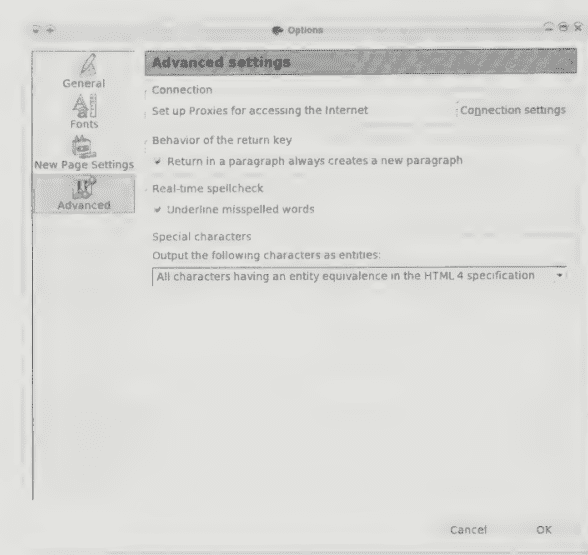 Options
General
Fonts
New Page Settings
Advanced
Advanced settings
Connection
Set up Proxies for accessing the Internet
Connection settings
Behavior of the return key
Return in a paragraph always creates a new paragraph
Real-time spellcheck
Underline misspelled words
Special characters
Output the following characters as entities:
All characters having an entity equivalence in the HTML 4 specification
Cancel
OK